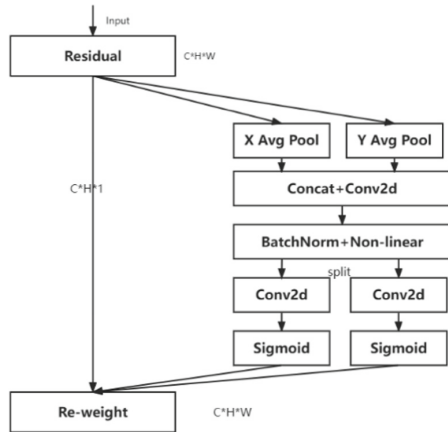 Input
Residual
C*H*W
X Avg Pool
Y Avg Pool
Concat+Conv2d
C*H*1
BatchNorm+Non-linear
split
Conv2d
Conv2d
Sigmoid
Sigmoid
Re-weight
C*H*W